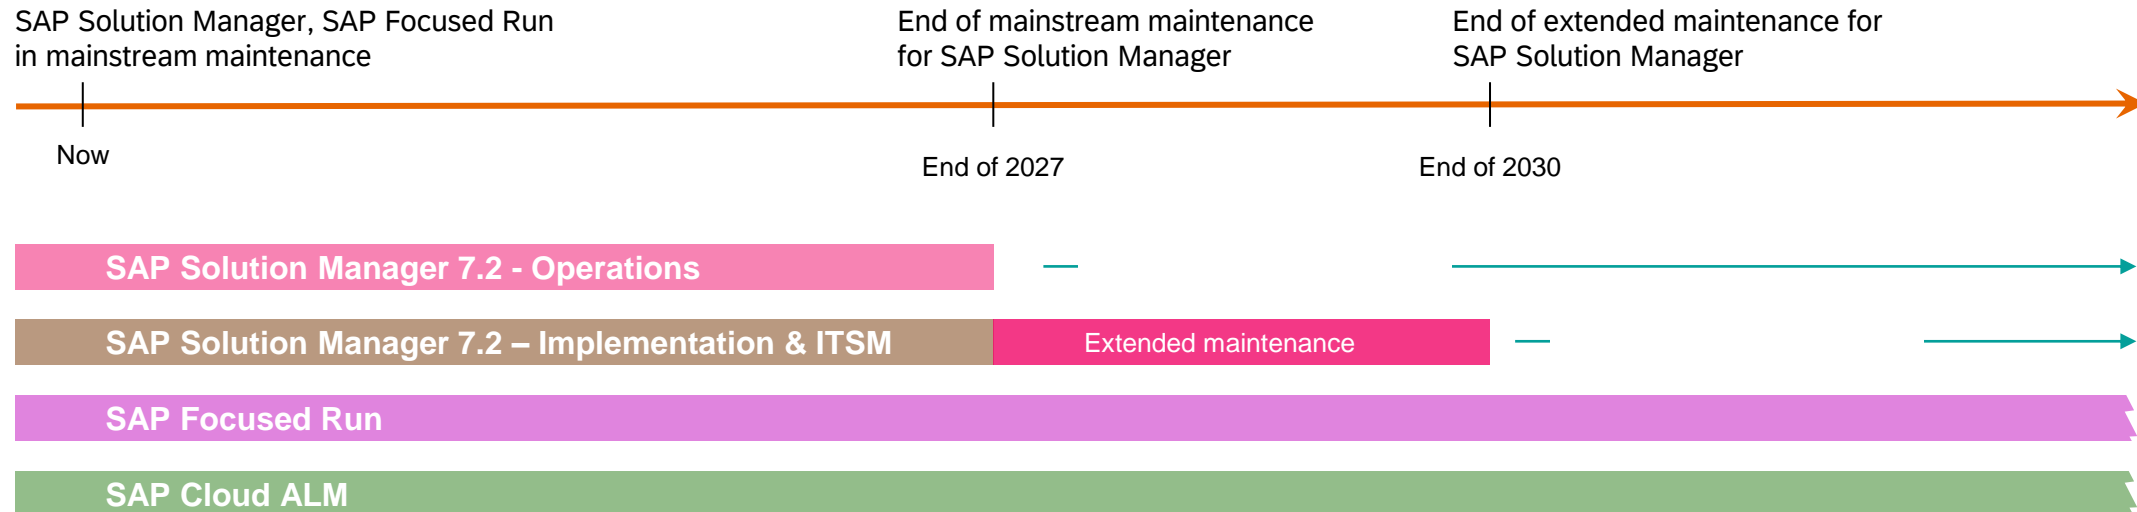 SAP Solution Manager, SAP Focused Run
in mainstream maintenance
End of mainstream maintenance
for SAP Solution Manager
End of extended maintenance for
SAP Solution Manager
Now
End of 2027
End of 2030
SAP Solution Manager 7.2 - Operations
SAP Solution Manager 7.2 – Implementation & ITSM
Extended maintenance
SAP Focused Run
SAP Cloud ALM